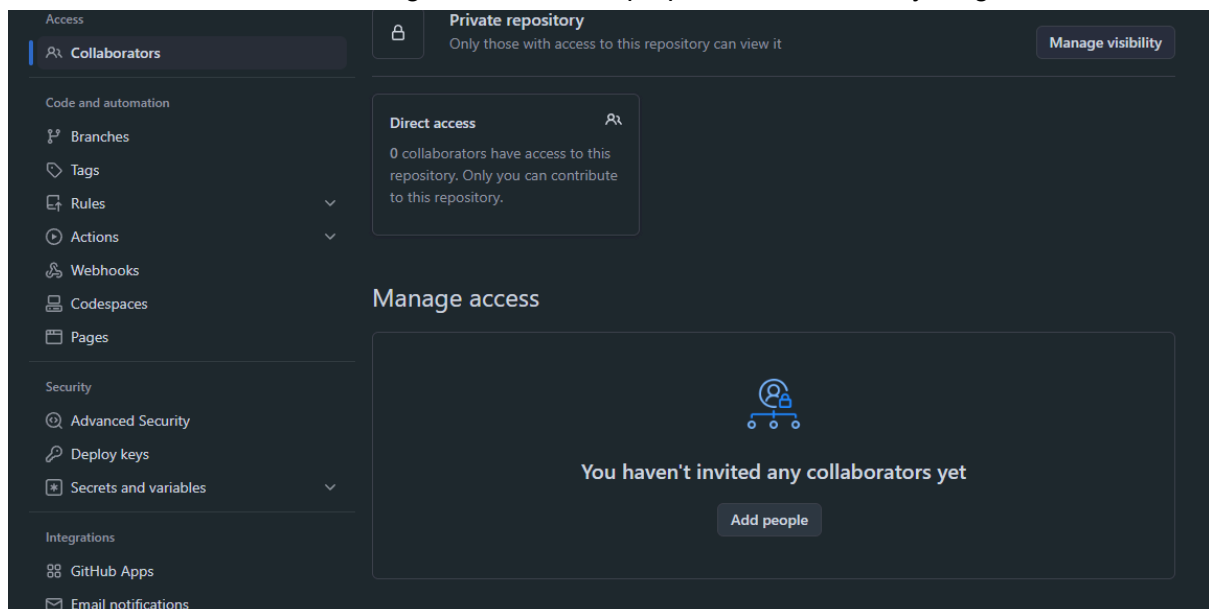 Access
Collaborators
Code and automation
Branches
Tags
Rules
Actions
Webhooks
Codespaces
Pages
Security
Advanced Security
Deploy keys
Secrets and variables
Integrations
GitHub Apps
Email notifications
Private repository
Only those with access to this repository can view it
Manage visibility
Direct access
0 collaborators have access to this
repository. Only you can contribute
to this repository.
Manage access
You haven't invited any collaborators yet
Add people